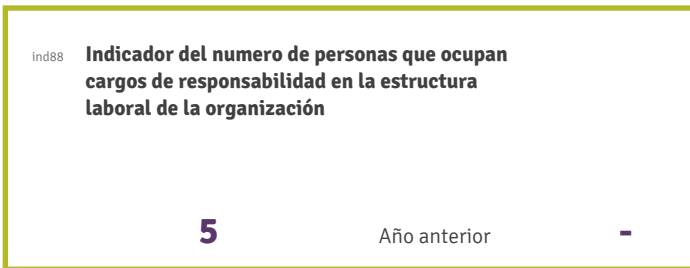 ind88 Indicador del numero de personas que ocupan
cargos de responsabilidad en la estructura
laboral de la organización
5 Año anterior -